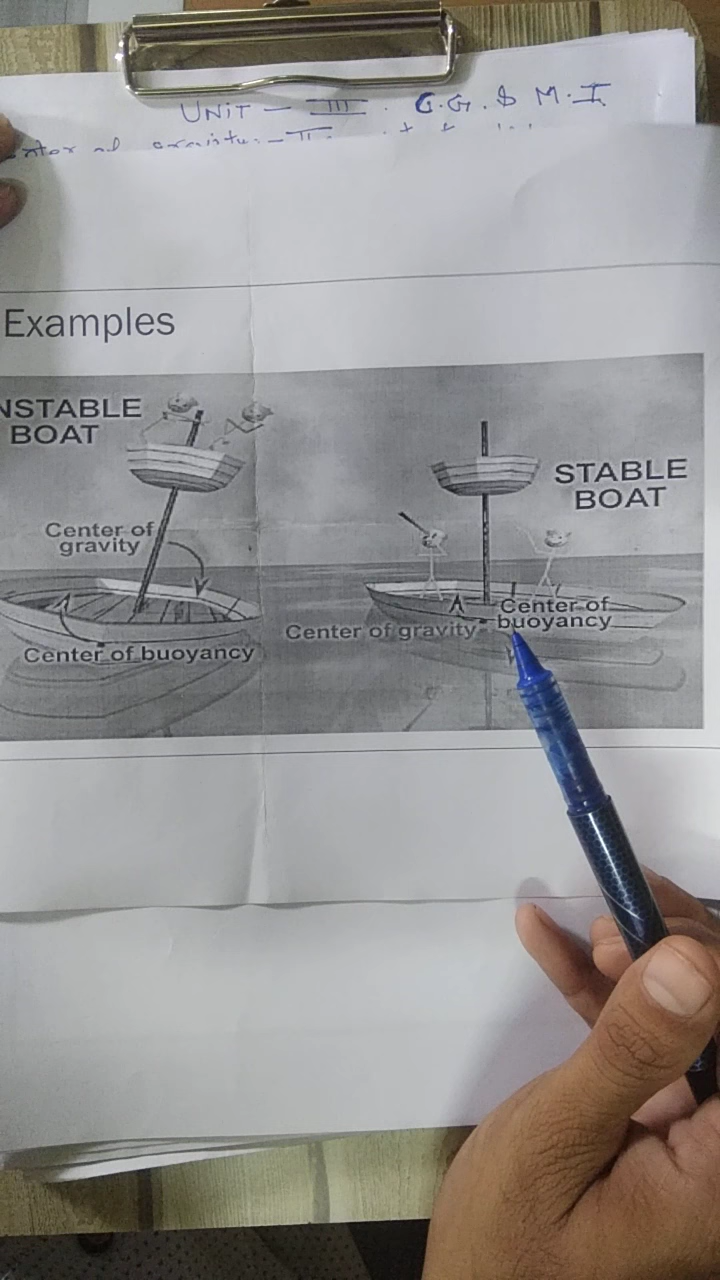 UNIT — III . C.G. & M.I
of
Examples
NSTABLE
BOAT
Center of
gravity
Center of buoyancy
STABLE
BOAT
Center of gravity
Center of
buoyancy